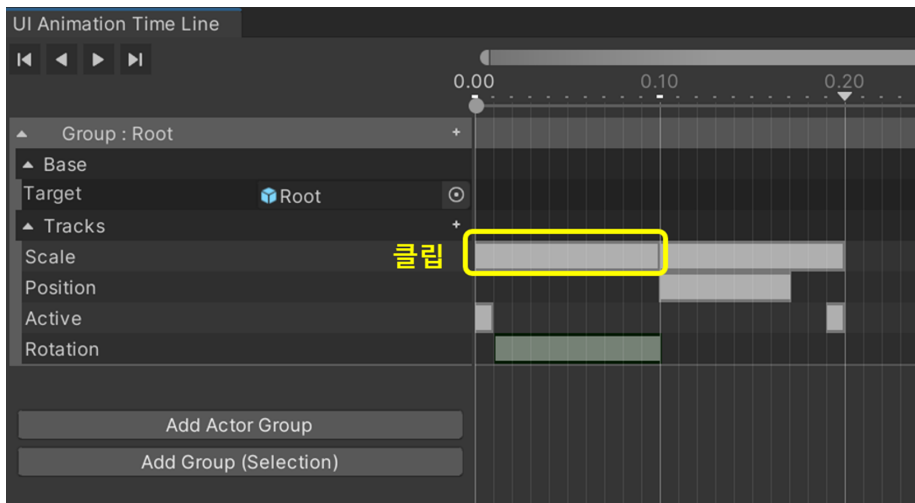 UI Animation Time Line
0.00 0.10 0.20
Group : Root +
Base
Target Root
Tracks +
Scale 클립
Position
Active
Rotation
Add Actor Group
Add Group (Selection)